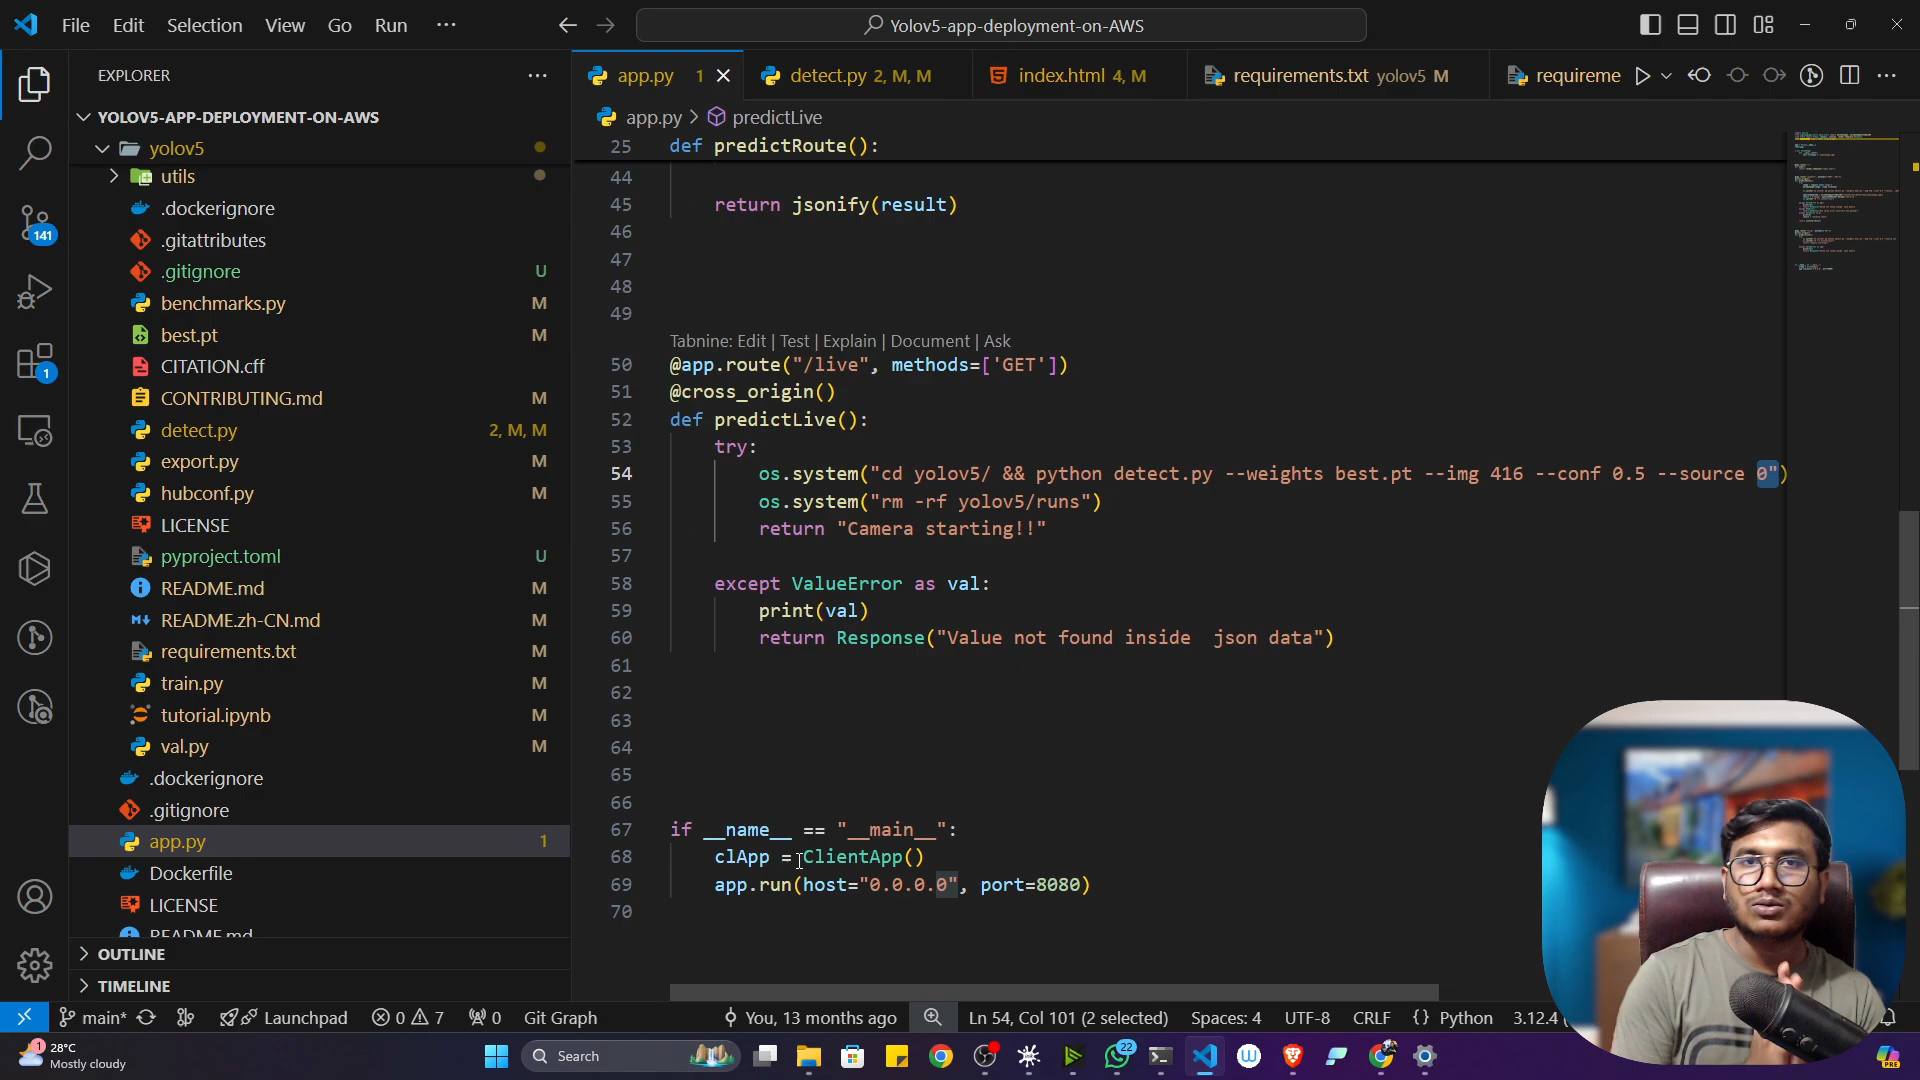 File Edit Selection View Go Run ···
Yolov5-app-deployment-on-AWS
EXPLORER
YOLOV5-APP-DEPLOYMENT-ON-AWS
yolov5
utils
.dockerignore
.gitattributes
.gitignore U
benchmarks.py M
best.pt M
CITATION.cff
CONTRIBUTING.md M
detect.py 2, M, M
export.py M
hubconf.py M
LICENSE
pyproject.toml U
README.md M
README.zh-CN.md M
requirements.txt M
train.py M
tutorial.ipynb M
val.py M
.dockerignore
.gitignore
app.py 1
Dockerfile
LICENSE
README.md
OUTLINE
TIMELINE
141
1
app.py 1
detect.py 2, M, M
index.html 4, M
requirements.txt yolov5 M
requireme
app.py > predictLive
25 def predictRoute():
44
45 return jsonify(result)
46
47
48
49
Tabnine: Edit | Test | Explain | Document | Ask
50 @app.route("/live", methods=['GET'])
51 @cross_origin()
52 def predictLive():
53 try:
54 os.system("cd yolov5/ && python detect.py --weights best.pt --img 416 --conf 0.5 --source 0")
55 os.system("rm -rf yolov5/runs")
56 return "Camera starting!!"
57
58 except ValueError as val:
59 print(val)
60 return Response("Value not found inside  json data")
61
62
63
64
65
66
67 if __name__ == "__main__":
68 clApp = ClientApp()
69 app.run(host="0.0.0.0", port=8080)
70
main* Launchpad 0 7 0 Git Graph You, 13 months ago Ln 54, Col 101 (2 selected) Spaces: 4 UTF-8 CRLF {} Python 3.12.4
1 28°C
Mostly cloudy
Search
22
PRE